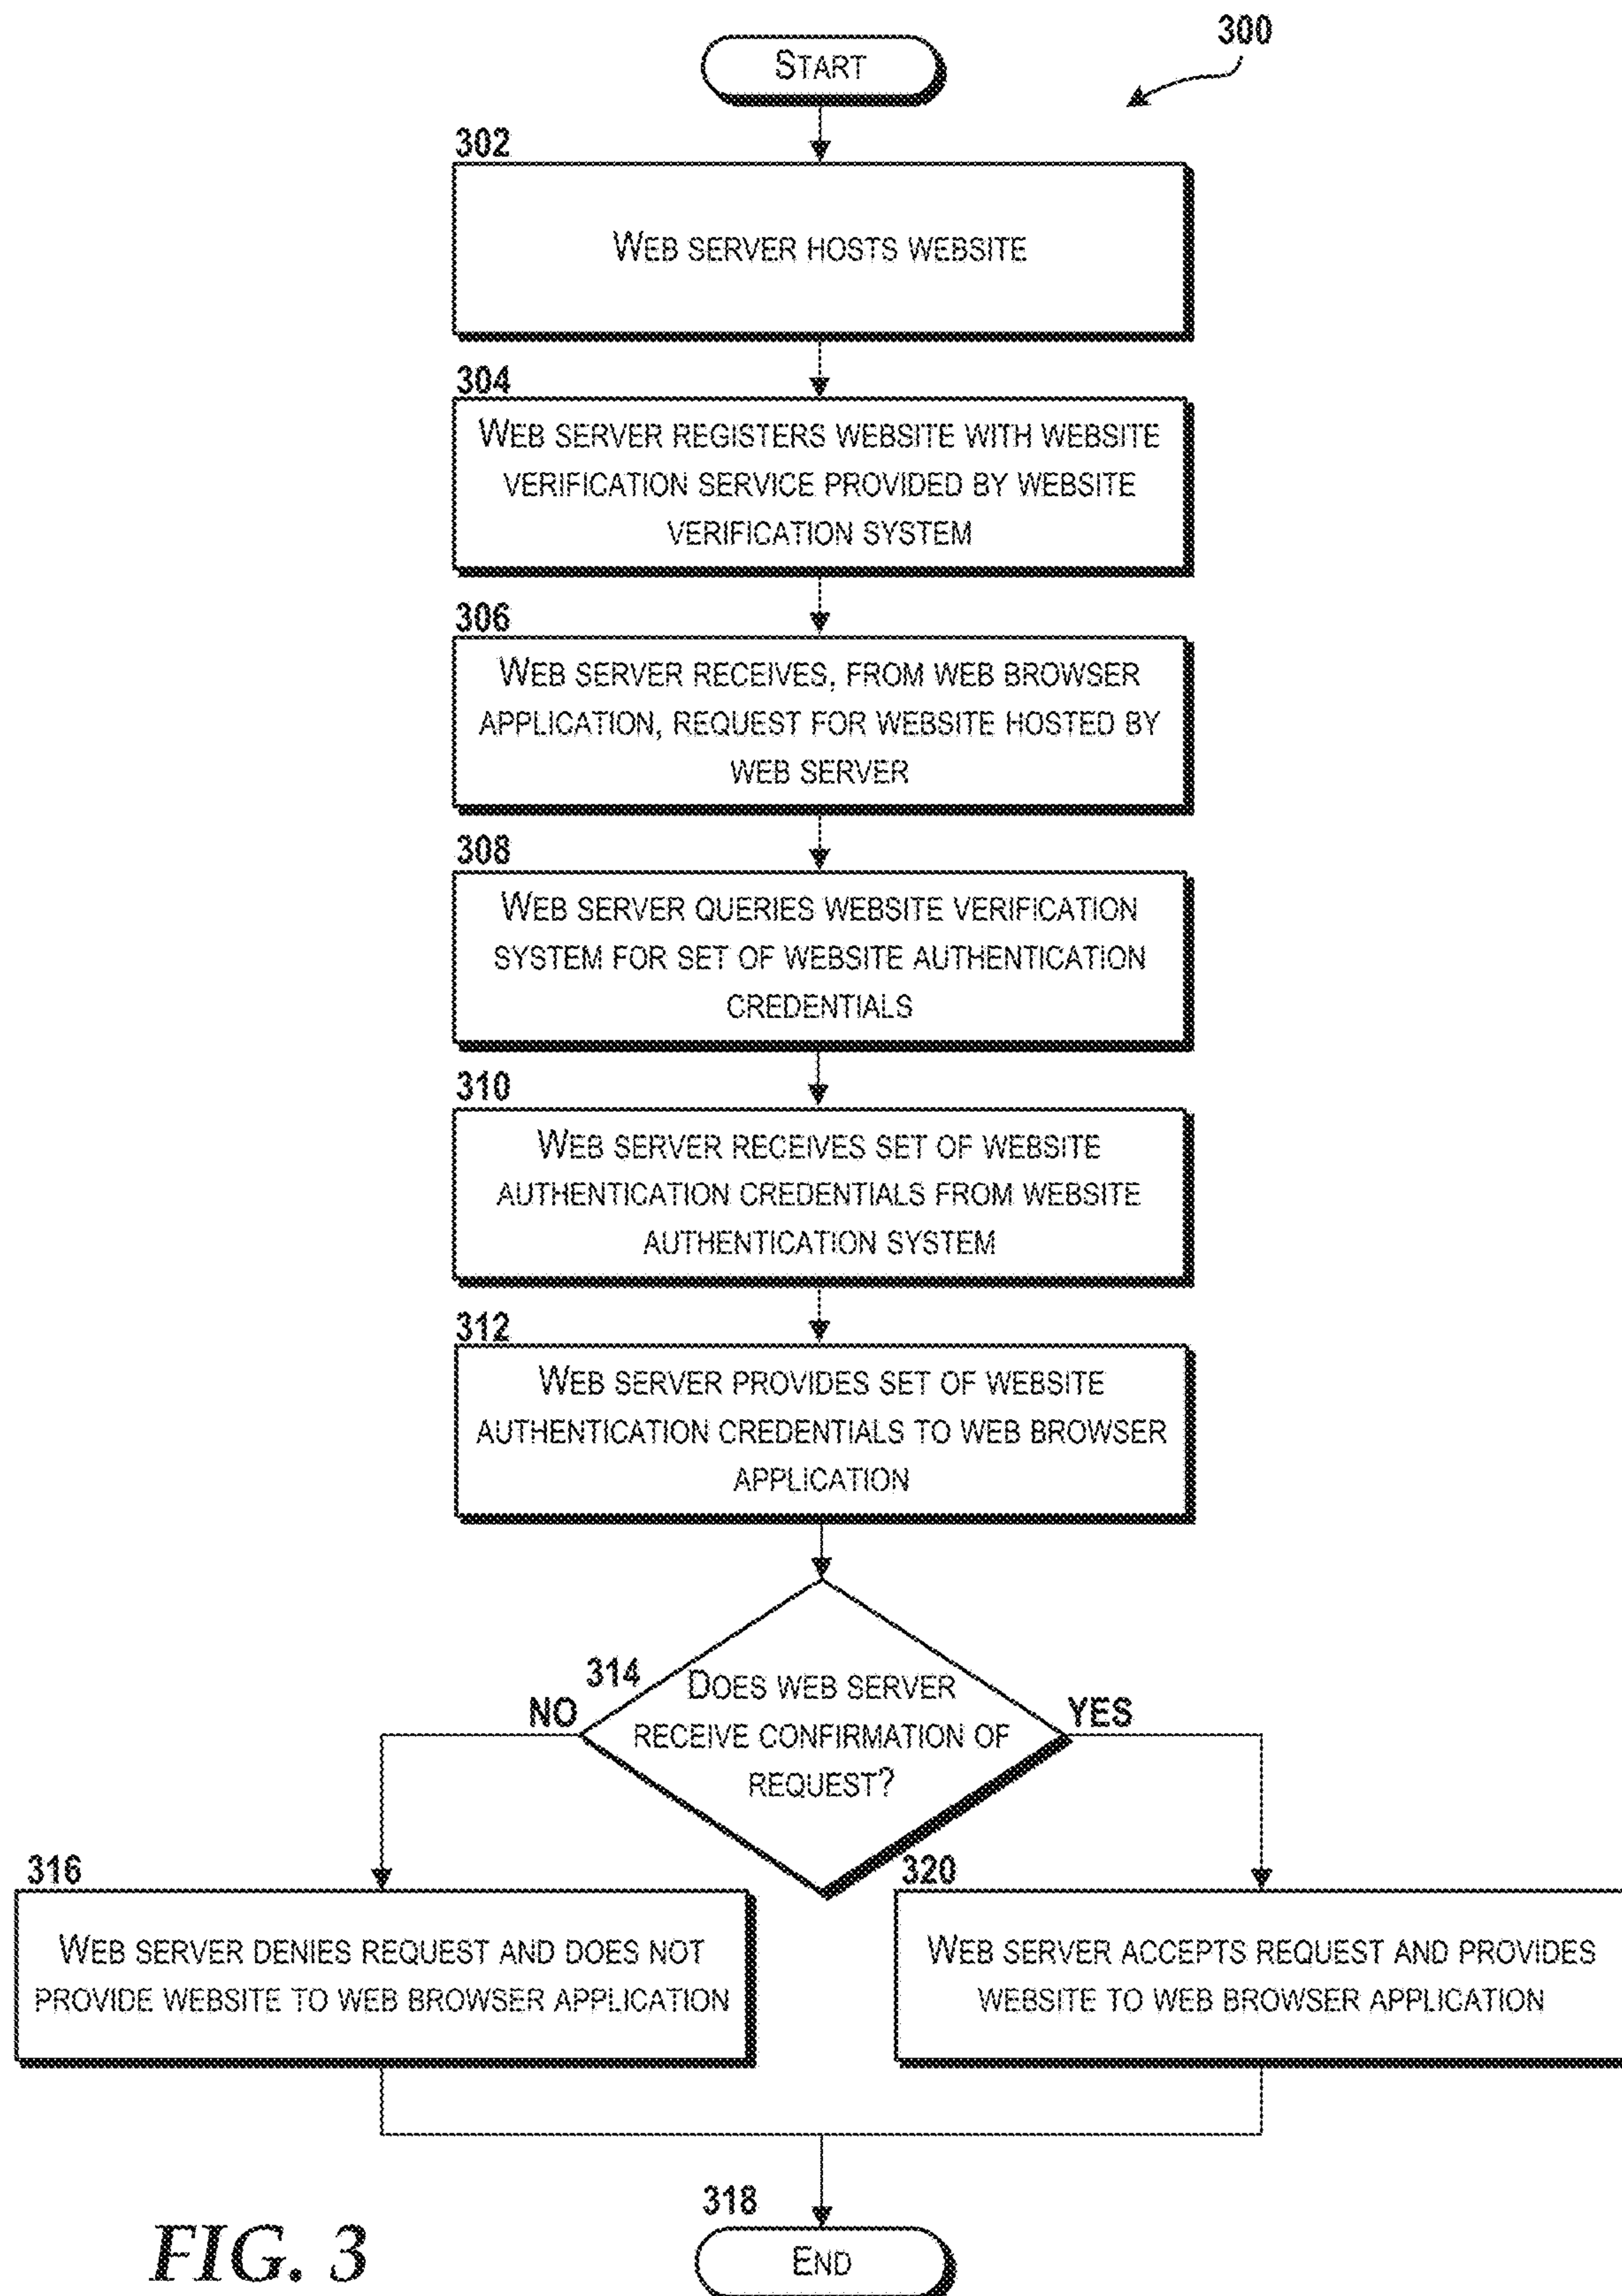 300
START
302
WEB SERVER HOSTS WEBSITE
304
WEB SERVER REGISTERS WEBSITE WITH WEBSITE
VERIFICATION SERVICE PROVIDED BY WEBSITE
VERIFICATION SYSTEM
306
WEB SERVER RECEIVES, FROM WEB BROWSER
APPLICATION, REQUEST FOR WEBSITE HOSTED BY
WEB SERVER
308
WEB SERVER QUERIES WEBSITE VERIFICATION
SYSTEM FOR SET OF WEBSITE AUTHENTICATION
CREDENTIALS
310
WEB SERVER RECEIVES SET OF WEBSITE
AUTHENTICATION CREDENTIALS FROM WEBSITE
AUTHENTICATION SYSTEM
312
WEB SERVER PROVIDES SET OF WEBSITE
AUTHENTICATION CREDENTIALS TO WEB BROWSER
APPLICATION
314
DOES WEB SERVER
RECEIVE CONFIRMATION OF
REQUEST?
NO
YES
316
WEB SERVER DENIES REQUEST AND DOES NOT
PROVIDE WEBSITE TO WEB BROWSER APPLICATION
320
WEB SERVER ACCEPTS REQUEST AND PROVIDES
WEBSITE TO WEB BROWSER APPLICATION
318
END
FIG. 3